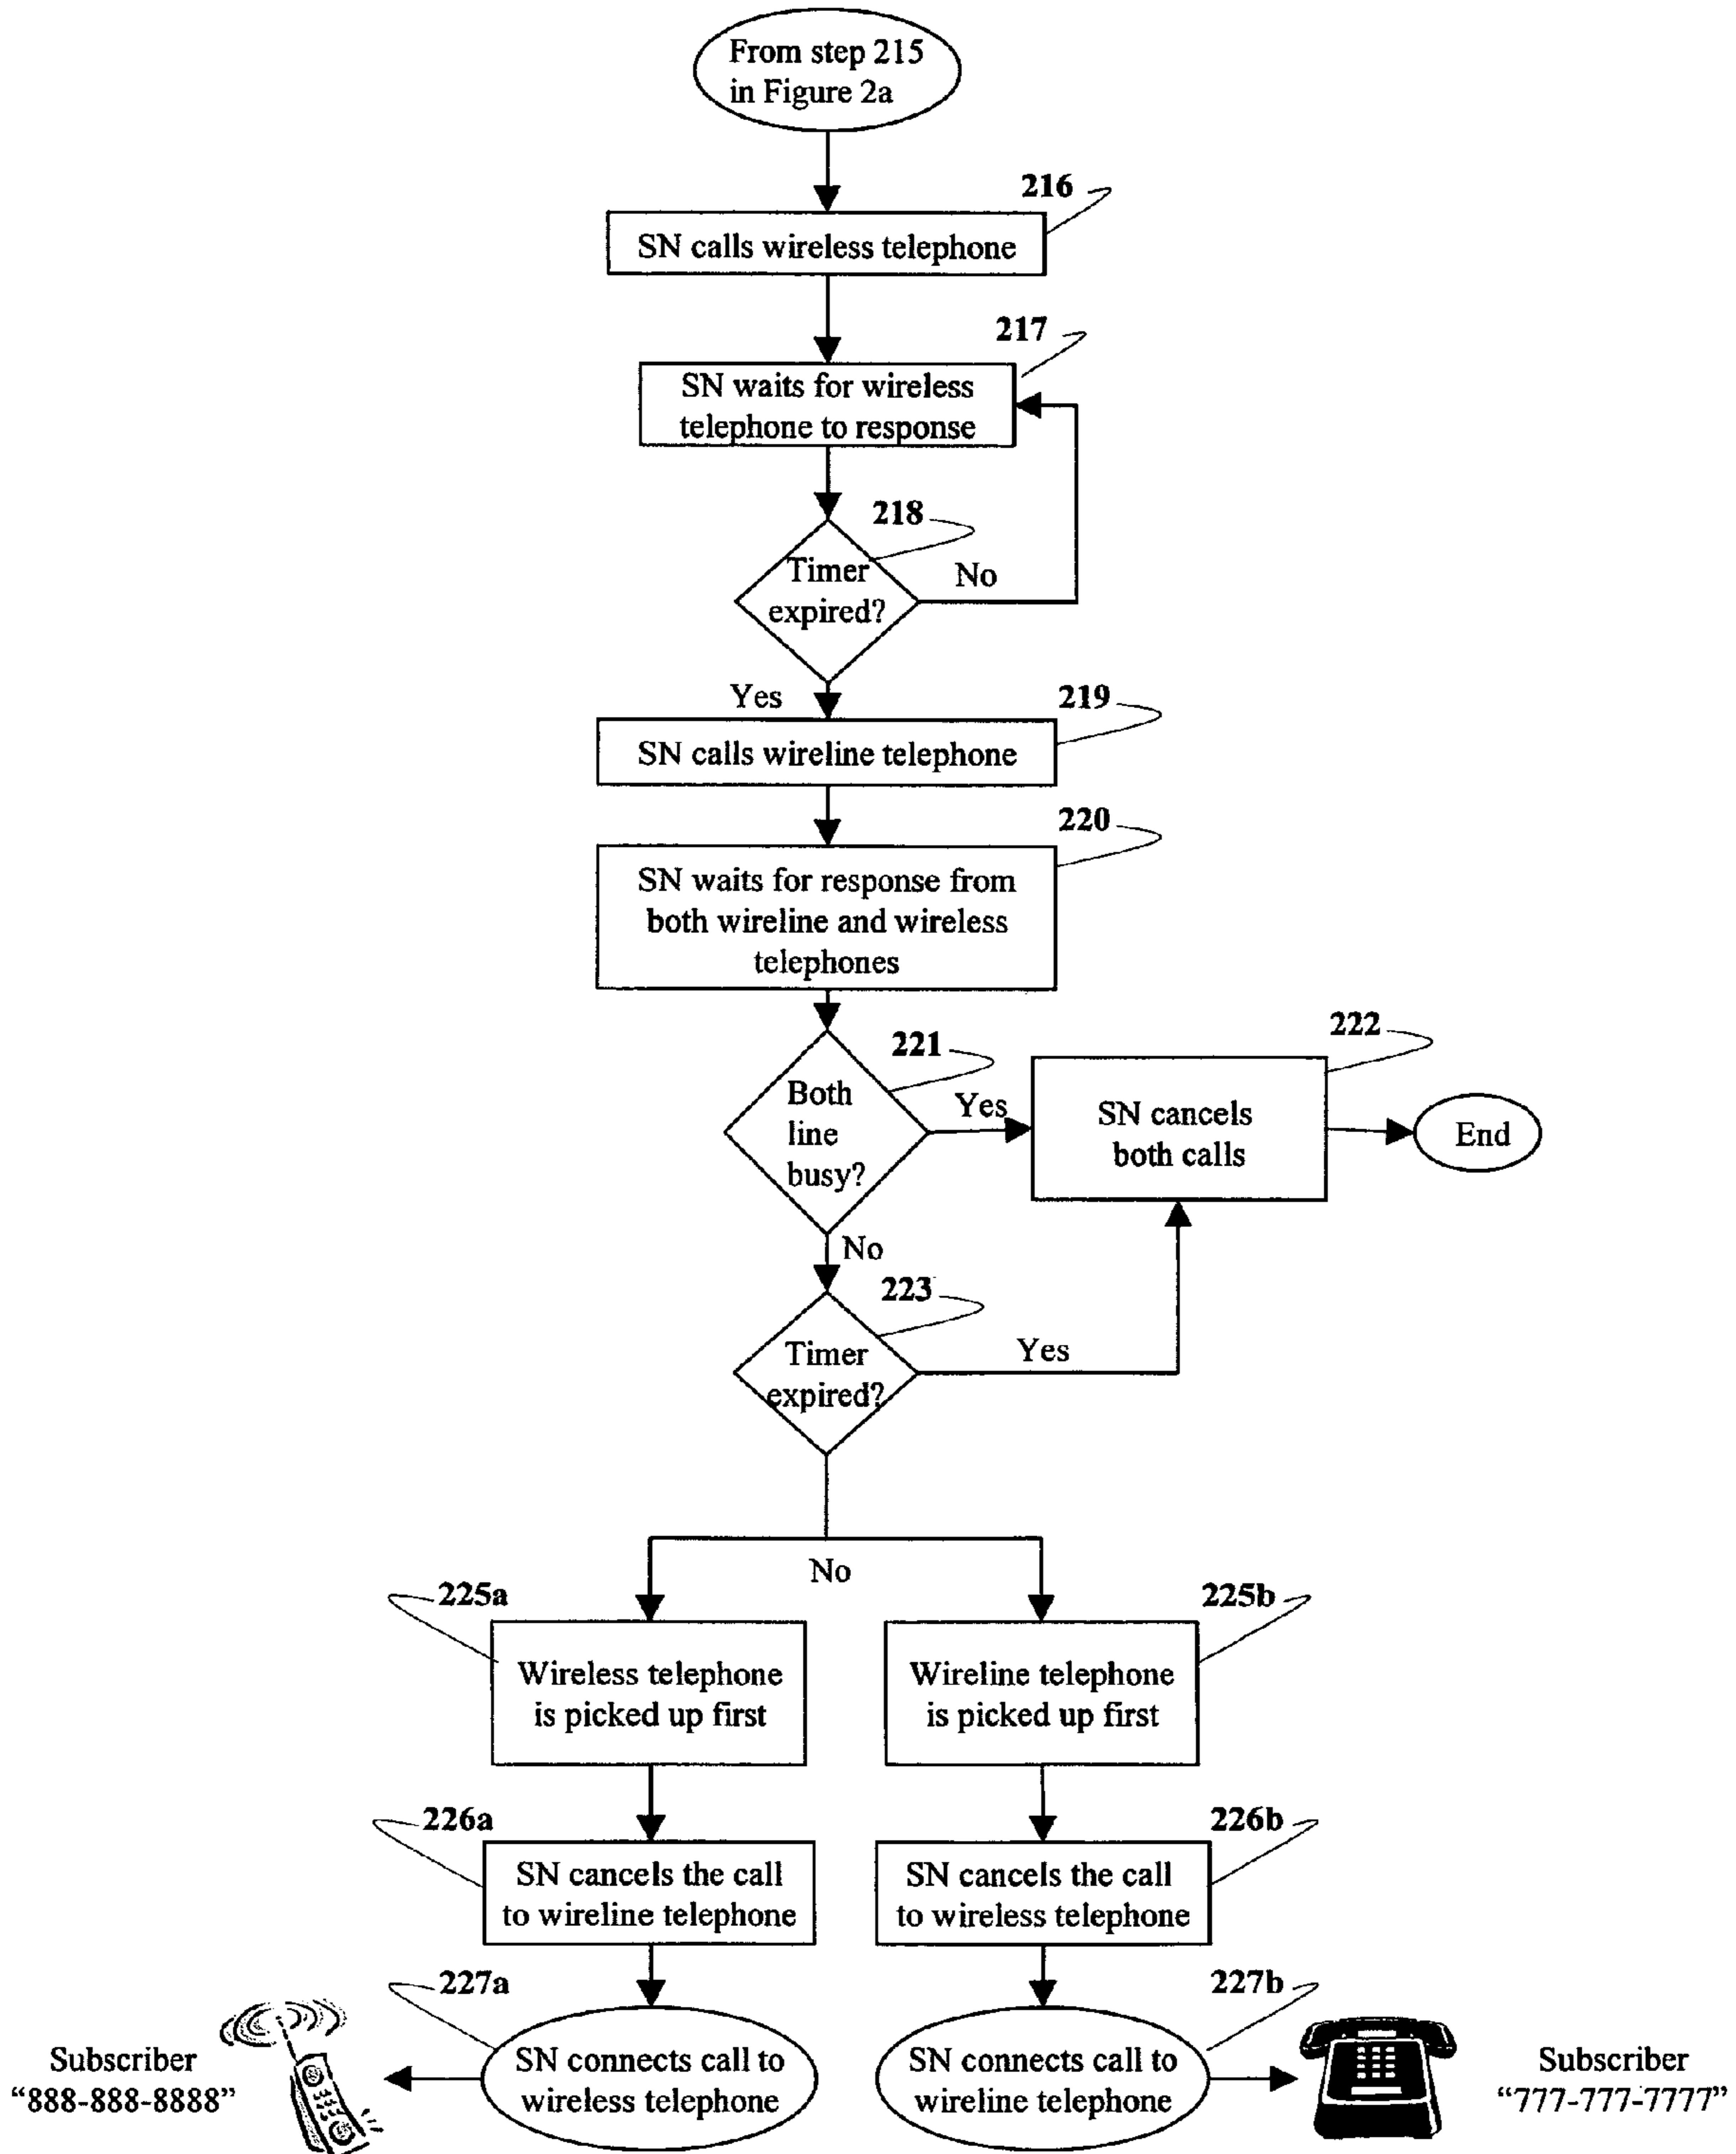 From step 215
in Figure 2a
216
SN calls wireless telephone
217
SN waits for wireless
telephone to response
218
Timer
expired?
No
Yes
219
SN calls wireline telephone
220
SN waits for response from
both wireline and wireless
telephones
221
Both
line
busy?
Yes
222
SN cancels
both calls
End
No
223
Timer
expired?
Yes
No
225a
Wireless telephone
is picked up first
225b
Wireline telephone
is picked up first
226a
SN cancels the call
to wireline telephone
226b
SN cancels the call
to wireless telephone
227a
SN connects call to
wireless telephone
227b
SN connects call to
wireline telephone
Subscriber
“888-888-8888”
Subscriber
“777-777-7777”